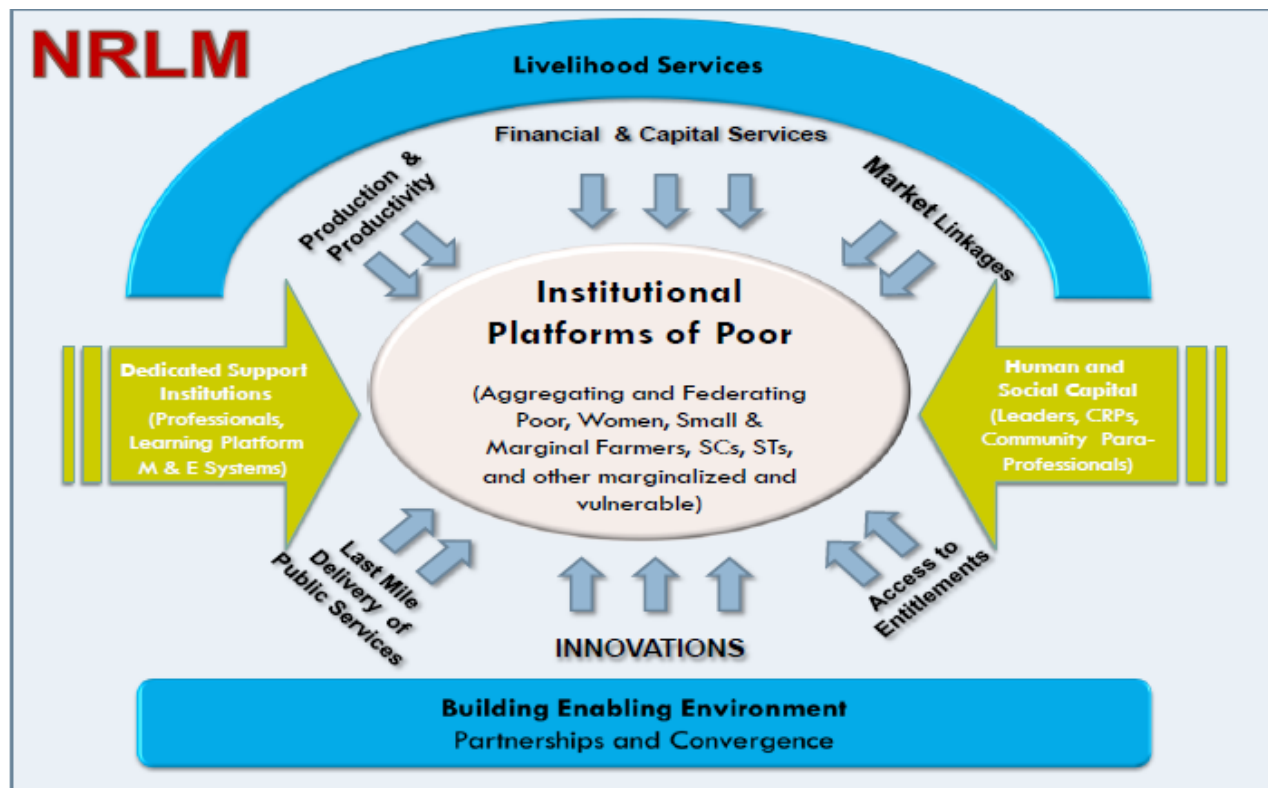 NRLM
Livelihood Services
Financial & Capital Services
Production &
Productivity
Market Linkages
Institutional
Platforms of Poor
(Aggregating and Federating
Poor, Women, Small &
Marginal Farmers, SCs, STs,
and other marginalized and
vulnerable)
Dedicated Support
Institutions
(Professionals,
Learning Platform
M & E Systems)
Human and
Social Capital
(Leaders, CRPs,
Community Para-
Professionals)
Last Mile
Delivery of
Public Services
INNOVATIONS
Access to
Entitlements
Building Enabling Environment
Partnerships and Convergence